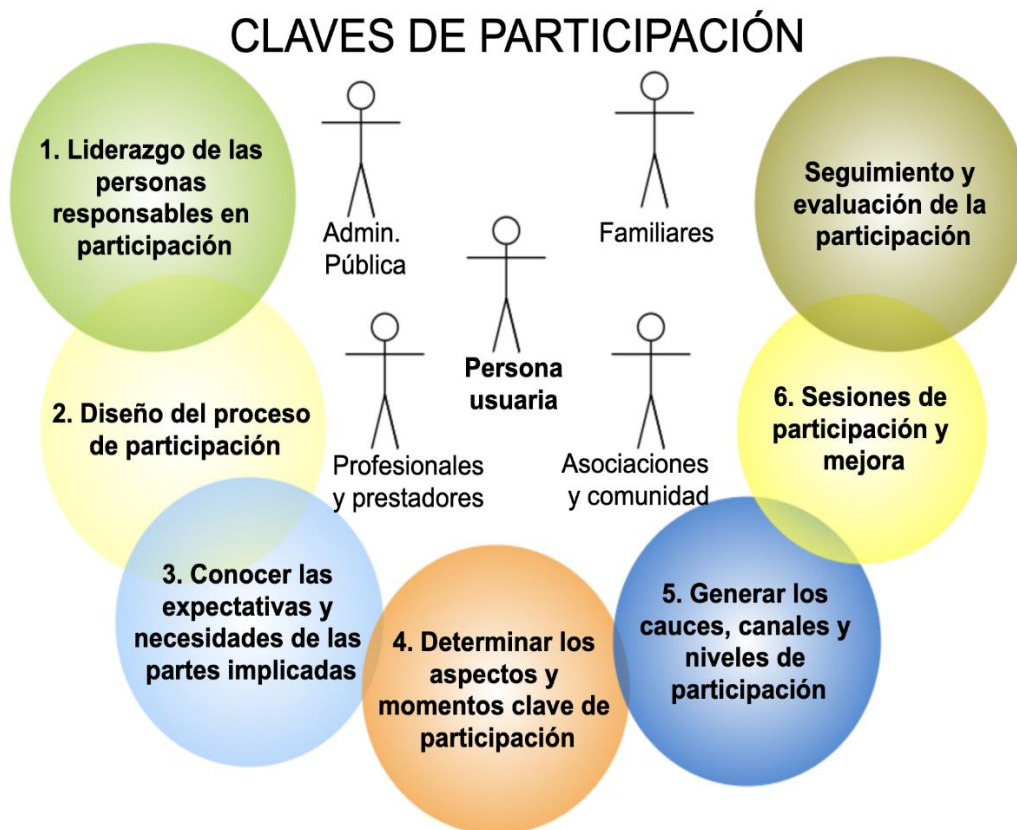 CLAVES DE PARTICIPACIÓN
1. Liderazgo de las
personas
responsables en
participación
Admin.
Pública
Familiares
Seguimiento y
evaluación de la
participación
Persona
usuaria
2. Diseño del proceso
de participación
Profesionales
y prestadores
Asociaciones
y comunidad
6. Sesiones de
participación y
mejora
3. Conocer las
expectativas y
necesidades de las
partes implicadas
4. Determinar los
aspectos y
momentos clave de
participación
5. Generar los
cauces, canales y
niveles de
participación